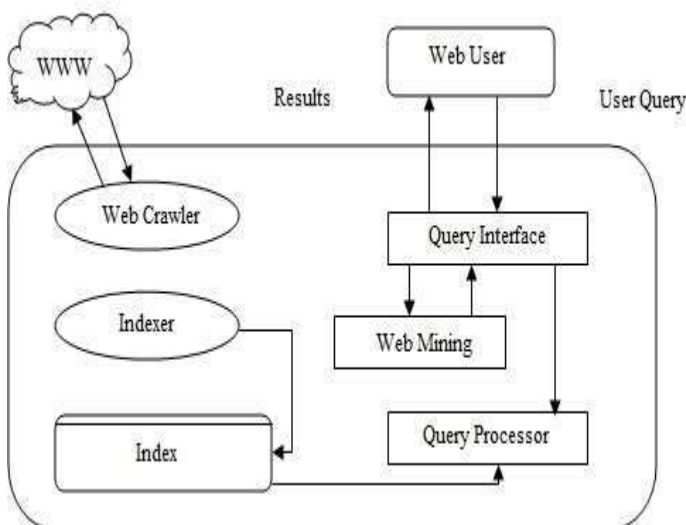 Web User
WWW
Results
User Query
Web Crawler
Query Interface
Indexer
Web Mining
Index
Query Processor